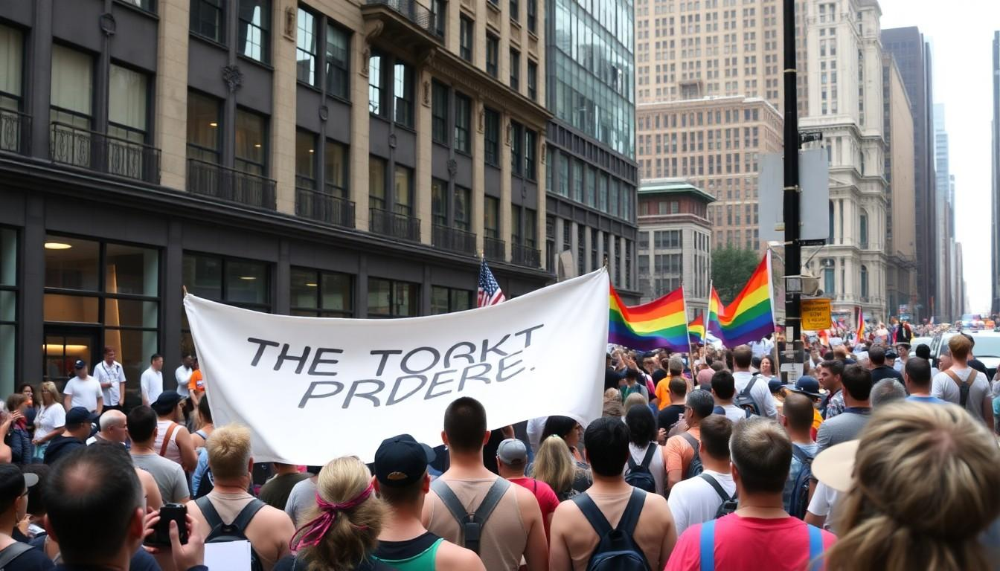 THE TORKT
PRDERE.